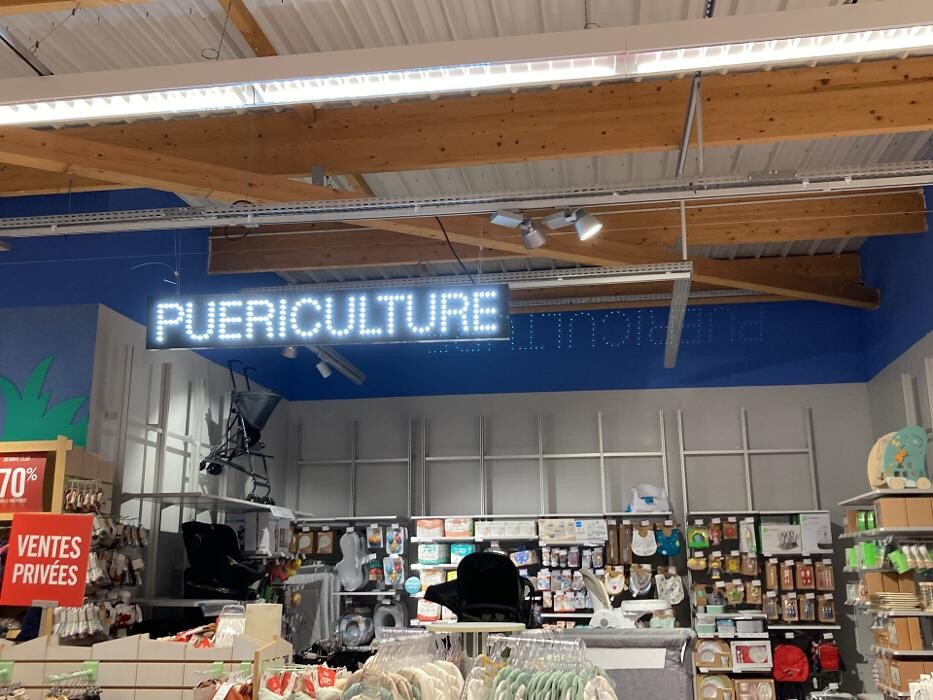 PUERICULTURE
70%
VENTES
PRIVÉES